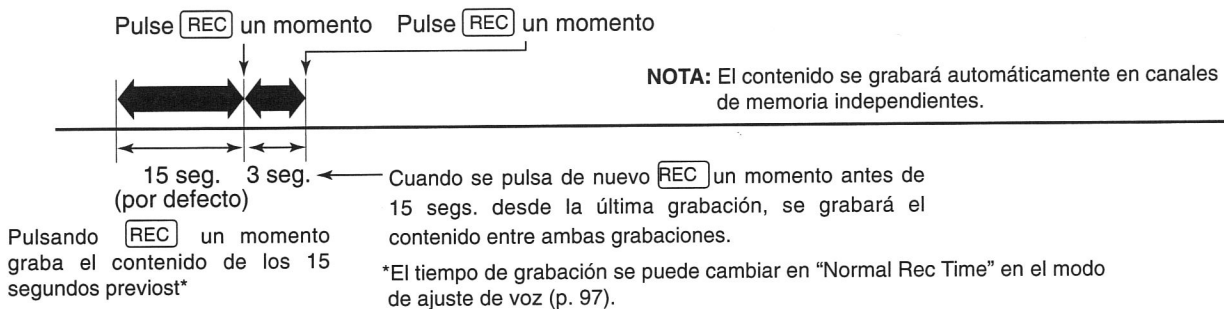 Pulse REC un momento Pulse REC un momento
NOTA: El contenido se grabará automáticamente en canales
de memoria independientes.
15 seg. 3 seg.
(por defecto)
Pulsando REC un momento
graba el contenido de los 15
segundos previost*
Cuando se pulsa de nuevo REC un momento antes de
15 segs. desde la última grabación, se grabará el
contenido entre ambas grabaciones.
*El tiempo de grabación se puede cambiar en “Normal Rec Time” en el modo
de ajuste de voz (p. 97).